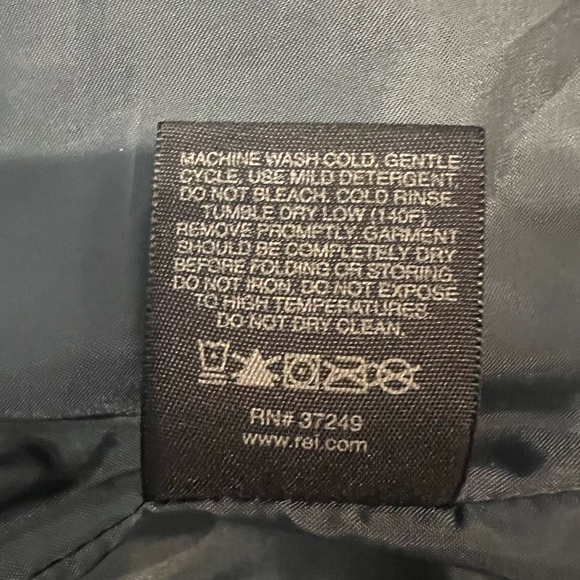 MACHINE WASH COLD, GENTLE
CYCLE. USE MILD DETERGENT.
DO NOT BLEACH. COLD RINSE.
TUMBLE DRY LOW (140F).
REMOVE PROMPTLY. GARMENT
SHOULD BE COMPLETELY DRY
BEFORE FOLDING OR STORING.
DO NOT IRON. DO NOT EXPOSE
TO HIGH TEMPERATURES.
DO NOT DRY CLEAN.
RN# 37249
www.rei.com